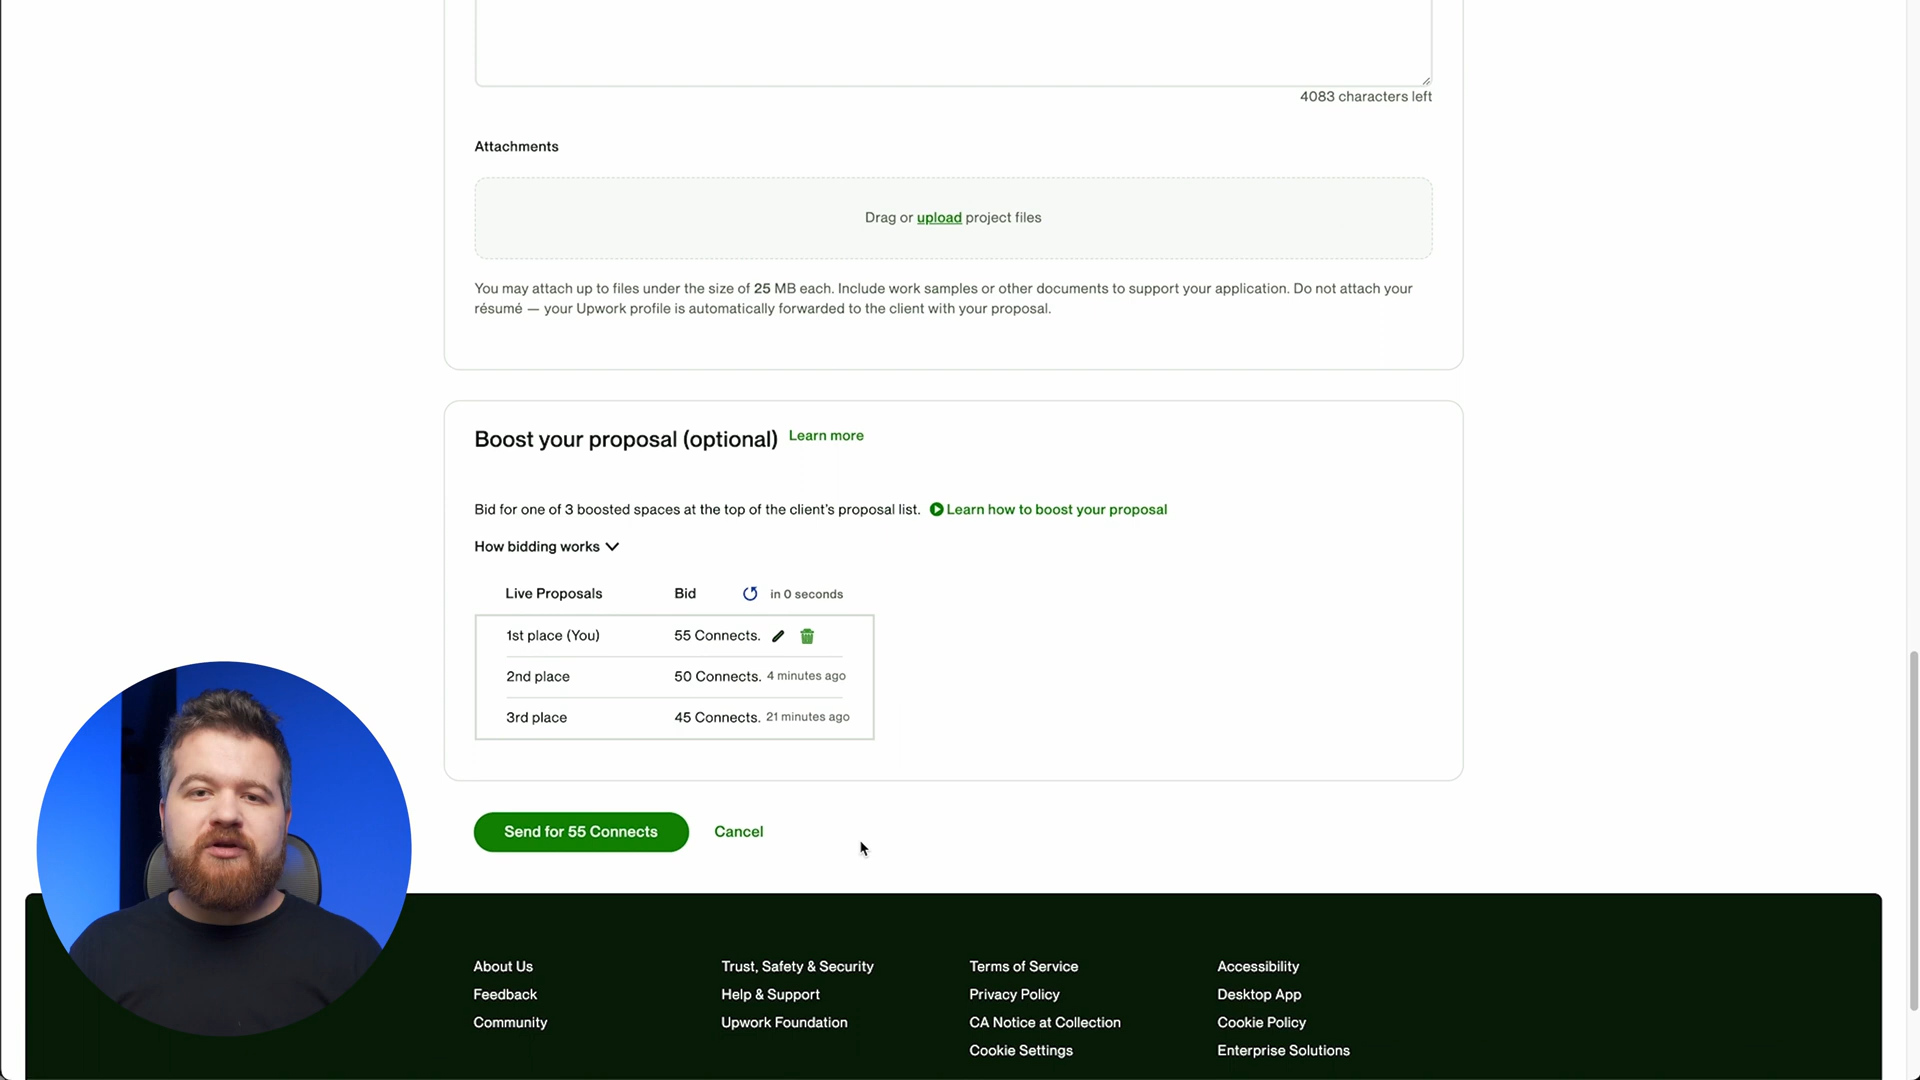 4083 characters left
Attachments
Drag or upload project files
You may attach up to files under the size of 25 MB each. Include work samples or other documents to support your application. Do not attach your
résumé — your Upwork profile is automatically forwarded to the client with your proposal.
Boost your proposal (optional) Learn more
Bid for one of 3 boosted spaces at the top of the client's proposal list. Learn how to boost your proposal
How bidding works
Live Proposals Bid in 0 seconds
1st place (You) 55 Connects.
2nd place 50 Connects. 4 minutes ago
3rd place 45 Connects. 21 minutes ago
Send for 55 Connects Cancel
About Us Trust, Safety & Security Terms of Service Accessibility
Feedback Help & Support Privacy Policy Desktop App
Community Upwork Foundation CA Notice at Collection Cookie Policy
Cookie Settings Enterprise Solutions